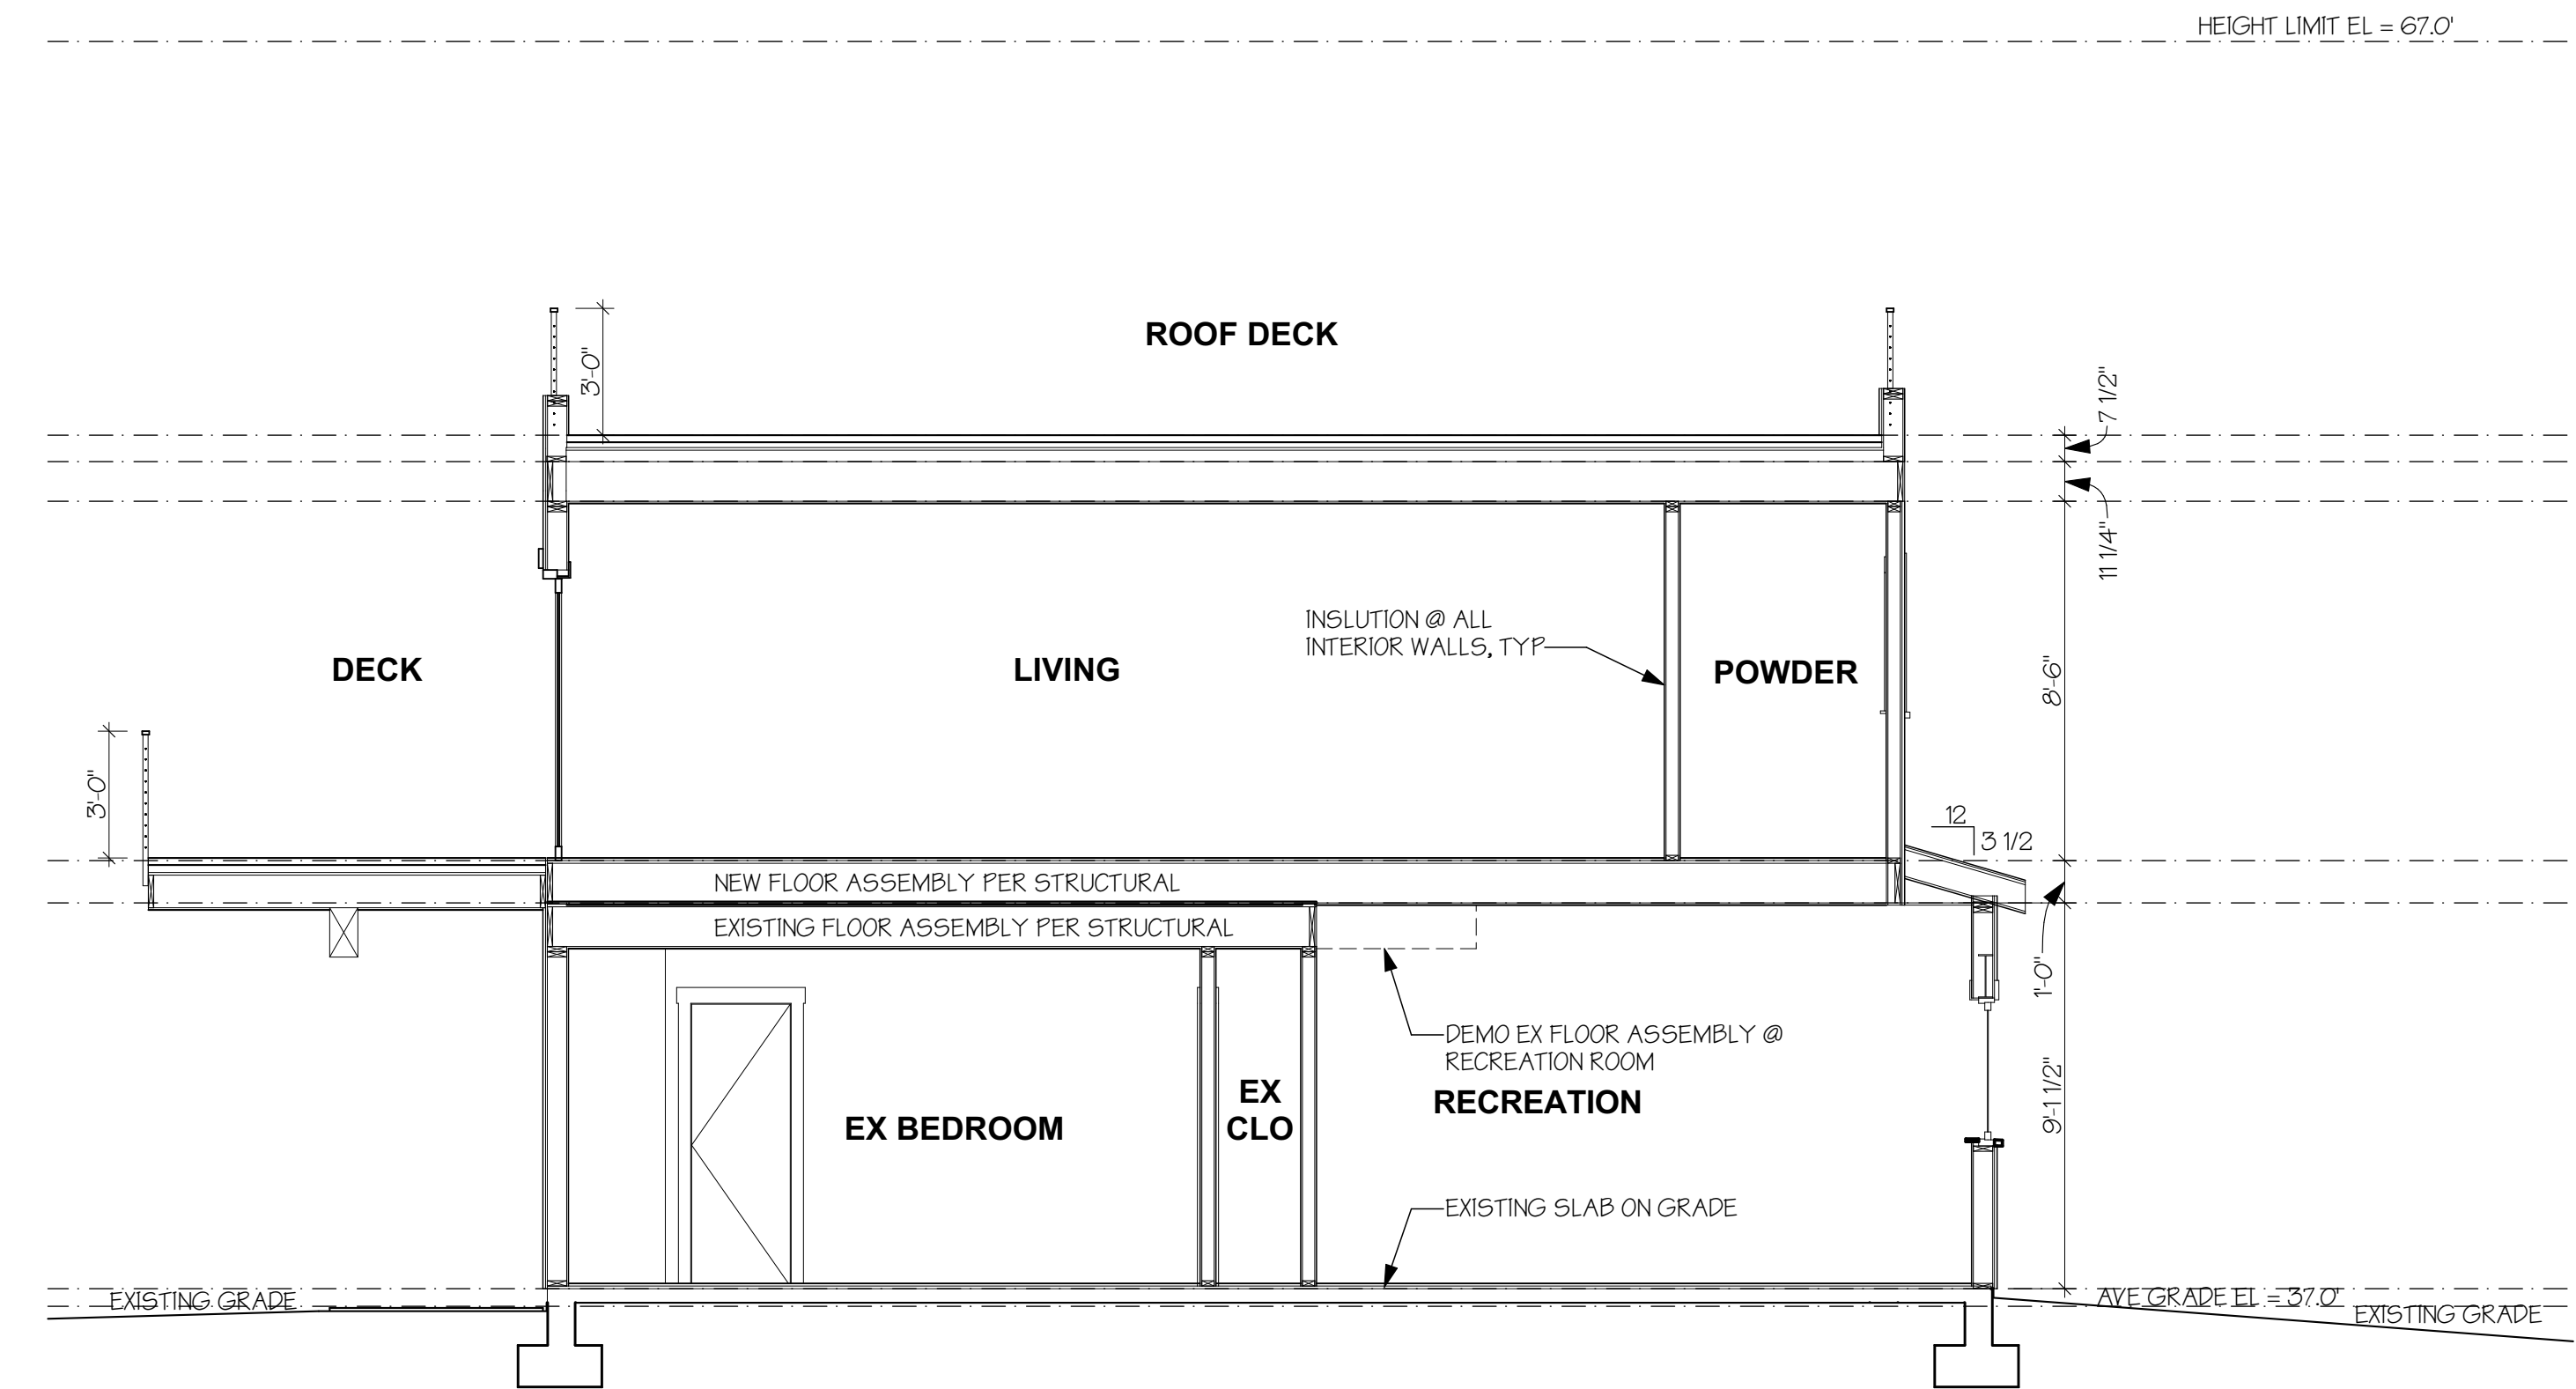 HEIGHT LIMIT EL = 67.0'
ROOF DECK
3'-0"
7 1/2"
11 1/4"
INSLUTION @ ALL
INTERIOR WALLS, TYP
DECK
LIVING
POWDER
8'-6"
3'-0"
12
3 1/2
NEW FLOOR ASSEMBLY PER STRUCTURAL
EXISTING FLOOR ASSEMBLY PER STRUCTURAL
1'-0"
DEMO EX FLOOR ASSEMBLY @
RECREATION ROOM
EX BEDROOM
EX
CLO
RECREATION
9'-1 1/2"
EXISTING SLAB ON GRADE
EXISTING GRADE
AVE GRADE EL = 37.0'
EXISTING GRADE